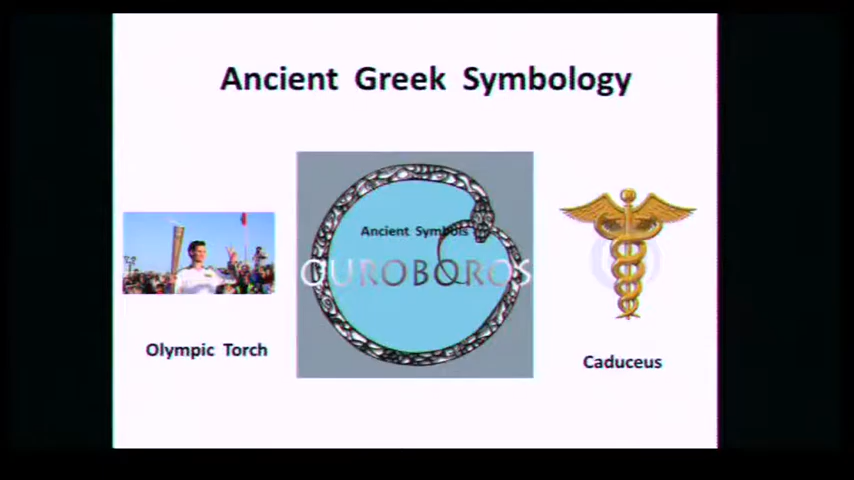 Ancient Greek Symbology
Ancient Symbols
OUROBOROS
Olympic Torch
Caduceus